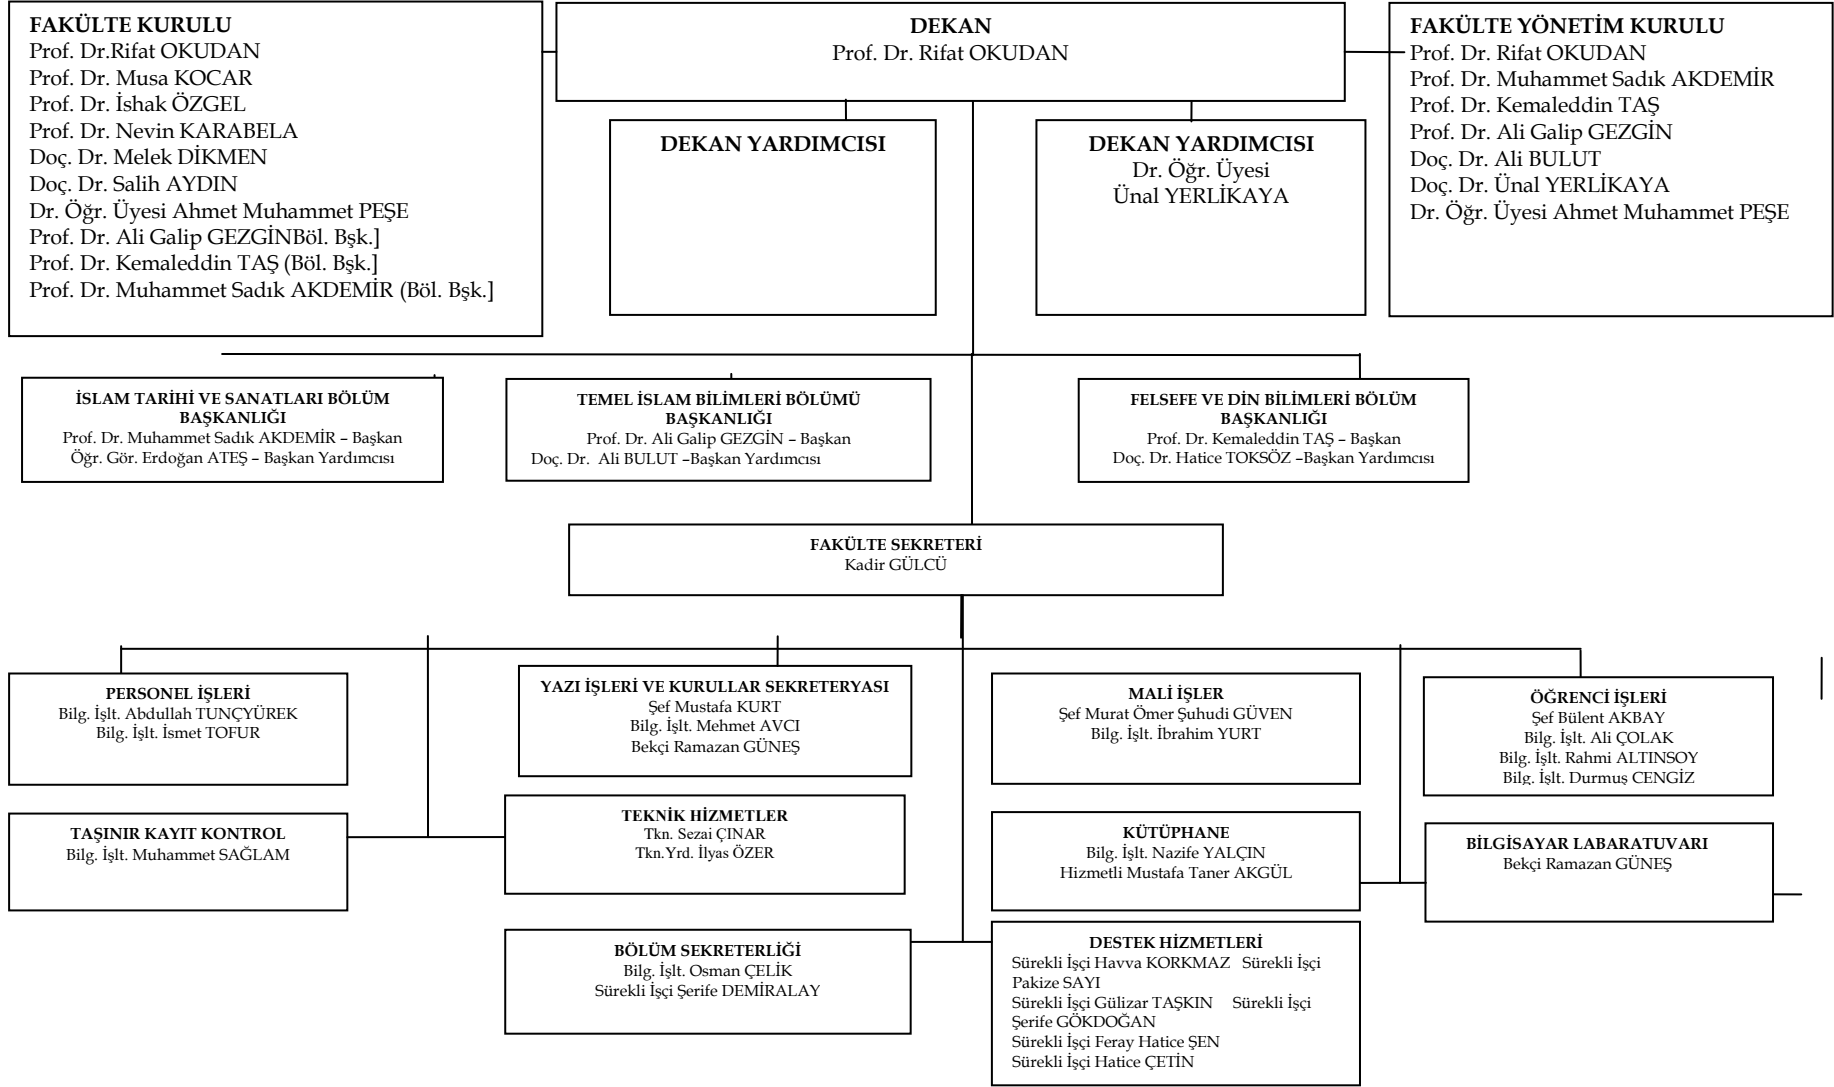 FAKÜLTE KURULU
Prof. Dr.Rifat OKUDAN
Prof. Dr. Musa KOCAR
Prof. Dr. İshak ÖZGEL
Prof. Dr. Nevin KARABELA
Doç. Dr. Melek DİKMEN
Doç. Dr. Salih AYDIN
Dr. Öğr. Üyesi Ahmet Muhammet PEŞE
Prof. Dr. Ali Galip GEZGİNBöl. Bşk.]
Prof. Dr. Kemaleddin TAŞ (Böl. Bşk.]
Prof. Dr. Muhammet Sadık AKDEMİR (Böl. Bşk.]
DEKAN
Prof. Dr. Rifat OKUDAN
FAKÜLTE YÖNETİM KURULU
Prof. Dr. Rifat OKUDAN
Prof. Dr. Muhammet Sadık AKDEMİR
Prof. Dr. Kemaleddin TAŞ
Prof. Dr. Ali Galip GEZGİN
Doç. Dr. Ali BULUT
Doç. Dr. Ünal YERLİKAYA
Dr. Öğr. Üyesi Ahmet Muhammet PEŞE
DEKAN YARDIMCISI
DEKAN YARDIMCISI
Dr. Öğr. Üyesi
Ünal YERLİKAYA
İSLAM TARİHİ VE SANATLARI BÖLÜM
BAŞKANLIĞI
Prof. Dr. Muhammet Sadık AKDEMİR – Başkan
Öğr. Gör. Erdoğan ATEŞ – Başkan Yardımcısı
TEMEL İSLAM BİLİMLERİ BÖLÜMÜ
BAŞKANLIĞI
Prof. Dr. Ali Galip GEZGİN – Başkan
Doç. Dr. Ali BULUT –Başkan Yardımcısı
FELSEFE VE DİN BİLİMLERİ BÖLÜM
BAŞKANLIĞI
Prof. Dr. Kemaleddin TAŞ – Başkan
Doç. Dr. Hatice TOKSÖZ –Başkan Yardımcısı
FAKÜLTE SEKRETERİ
Kadir GÜLCÜ
PERSONEL İŞLERİ
Bilg. İşlt. Abdullah TUNÇYÜREK
Bilg. İşlt. İsmet TOFUR
YAZI İŞLERİ VE KURULLAR SEKRETERYASI
Şef Mustafa KURT
Bilg. İşlt. Mehmet AVCI
Bekçi Ramazan GÜNEŞ
MALİ İŞLER
Şef Murat Ömer Şuhudi GÜVEN
Bilg. İşlt. İbrahim YURT
ÖĞRENCİ İŞLERİ
Şef Bülent AKBAY
Bilg. İşlt. Ali ÇOLAK
Bilg. İşlt. Rahmi ALTINSOY
Bilg. İşlt. Durmuş CENGİZ
TAŞINIR KAYIT KONTROL
Bilg. İşlt. Muhammet SAĞLAM
TEKNİK HİZMETLER
Tkn. Sezai ÇINAR
Tkn.Yrd. İlyas ÖZER
KÜTÜPHANE
Bilg. İşlt. Nazife YALÇIN
Hizmetli Mustafa Taner AKGÜL
BİLGİSAYAR LABARATUVARI
Bekçi Ramazan GÜNEŞ
BÖLÜM SEKRETERLİĞİ
Bilg. İşlt. Osman ÇELİK
Sürekli İşçi Şerife DEMİRALAY
DESTEK HİZMETLERİ
Sürekli İşçi Havva KORKMAZ Sürekli İşçi
Pakize SAYI
Sürekli İşçi Gülizar TAŞKIN Sürekli İşçi
Şerife GÖKDOĞAN
Sürekli İşçi Feray Hatice ŞEN
Sürekli İşçi Hatice ÇETİN